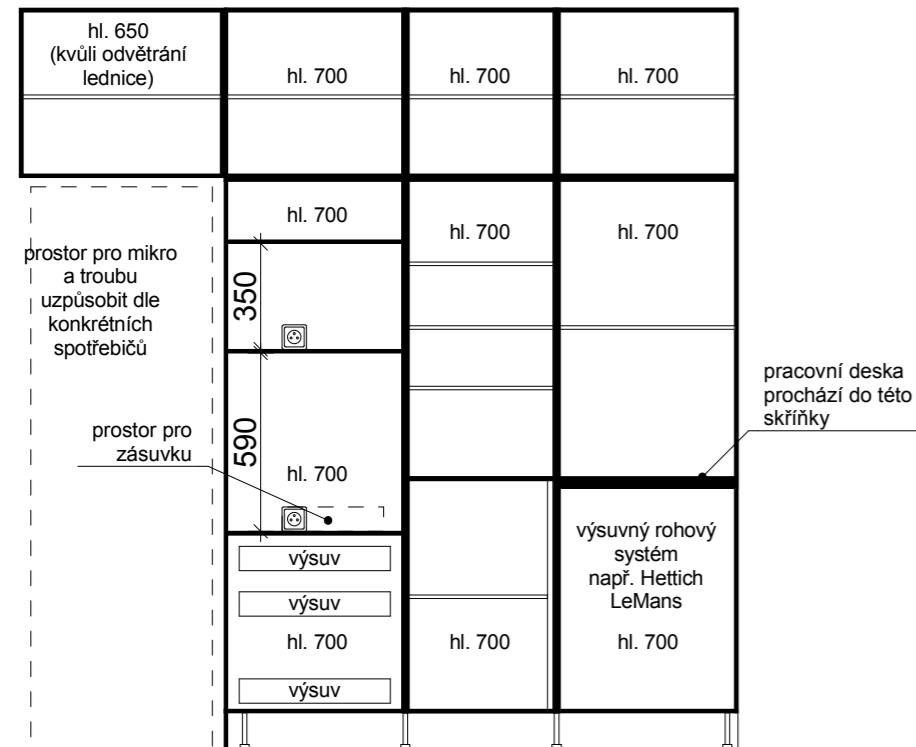 hl. 650
(kvůli odvětrání
lednice)
hl. 700
hl. 700
hl. 700
hl. 700
hl. 700
hl. 700
prostor pro mikro
a troubu
uzpůsobit dle
konkrétních
spotřebičů
350
pracovní deska
prochází do této
skříňky
prostor pro
zásuvku
590
hl. 700
výsuv
výsuv
hl. 700
výsuv
hl. 700
výsuvný rohový
systém
např. Hettich
LeMans
hl. 700